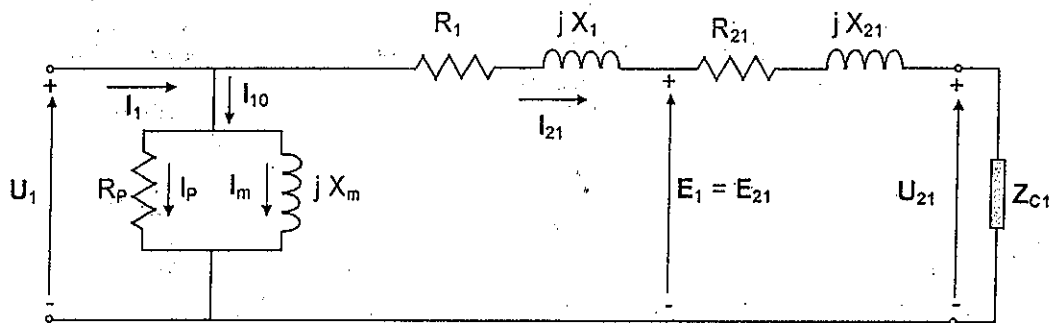 R1
j X1
R21
j X21
+
I1
I10
I21
+
+
U1
RP
IP
Im
j Xm
E1 = E21
U21
ZC1
-
-
-